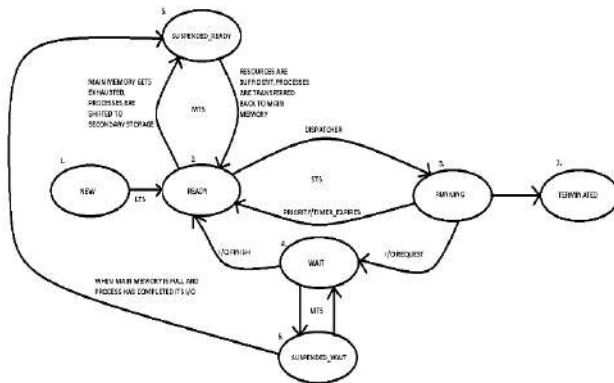 5.
SUSPENDED_READY
MAIN MEMORY GETS
EXHAUSTED,
PROCESSES ARE
SHIFTED TO
SECONDARY STORAGE
MTS
RESOURCES ARE
SUFFICIENT, PROCESSES
ARE TRANSFERRED
BACK TO MAIN
MEMORY
DISPATCHER
1.
NEW
LTS
2.
READY
STS
3.
RUNNING
7.
TERMINATED
PRIORITY/TIMER_EXPIRES
I/O FINISH
4.
WAIT
I/O REQUEST
WHEN MAIN MEMORY IS FULL AND
PROCESS HAS COMPLETED ITS I/O
MTS
6.
SUSPENDED_WAIT